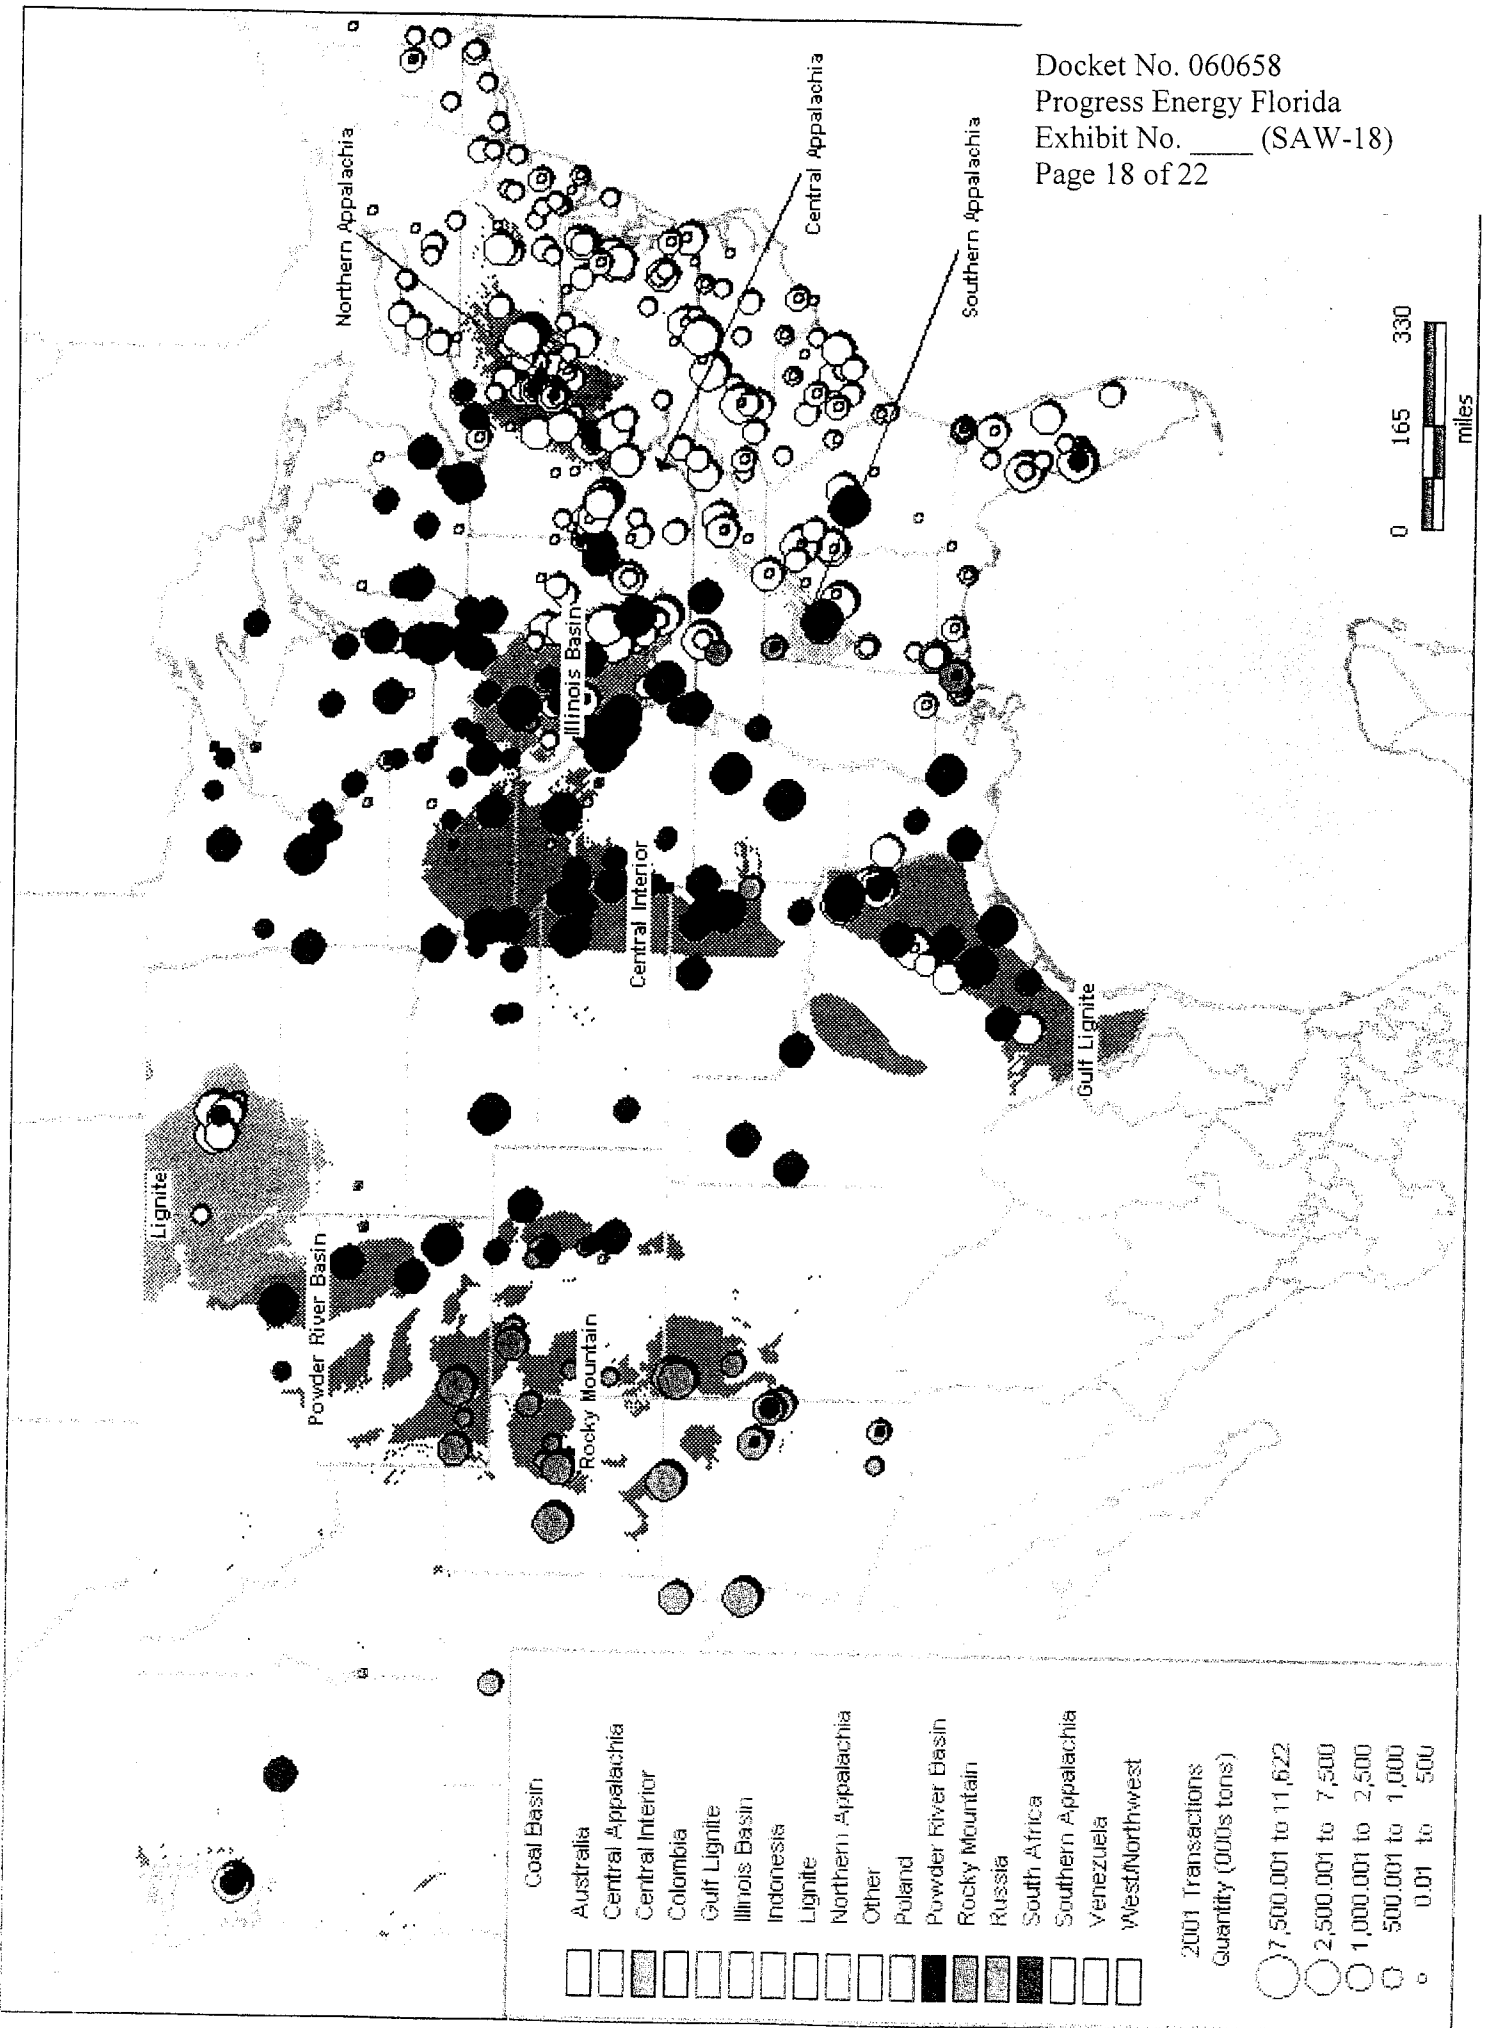 Docket No. 060658
Progress Energy Florida
Exhibit No. ____ (SAW-18)
Page 18 of 22
Northern Appalachia
Central Appalachia
Southern Appalachia
Illinois Basin
Central Interior
Gulf Lignite
Lignite
Powder River Basin
Rocky Mountain
0 165 330
miles
Coal Basin
Australia
Central Appalachia
Central Interior
Colombia
Gulf Lignite
Illinois Basin
Indonesia
Lignite
Northern Appalachia
Other
Poland
Powder River Basin
Rocky Mountain
Russia
South Africa
Southern Appalachia
Venezuela
West/Northwest
2001 Transactions
Quantity (000s tons)
7,500.001 to 11,622
2,500.001 to 7,500
1,000.001 to 2,500
500.001 to 1,000
0.01 to 500